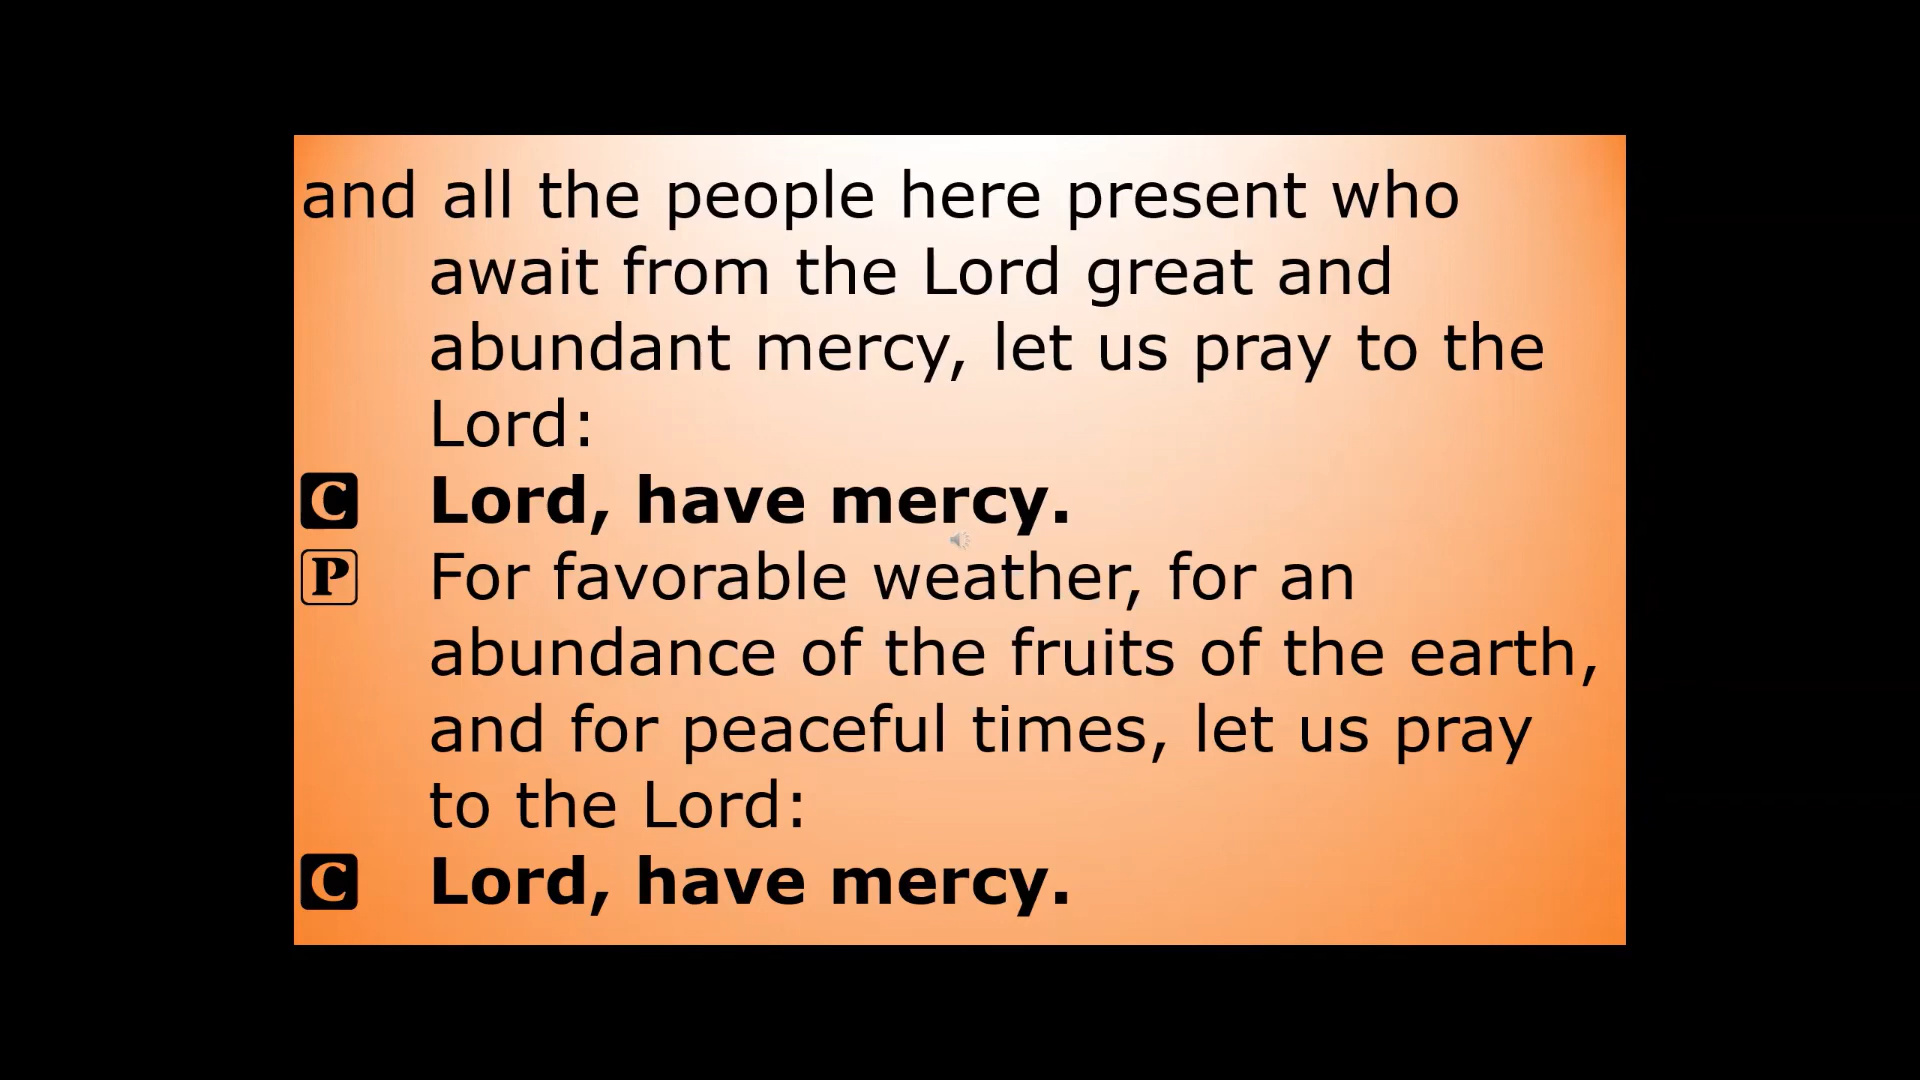 and all the people here present who
await from the Lord great and
abundant mercy, let us pray to the
Lord:
C Lord, have mercy.
P For favorable weather, for an
abundance of the fruits of the earth,
and for peaceful times, let us pray
to the Lord:
C Lord, have mercy.